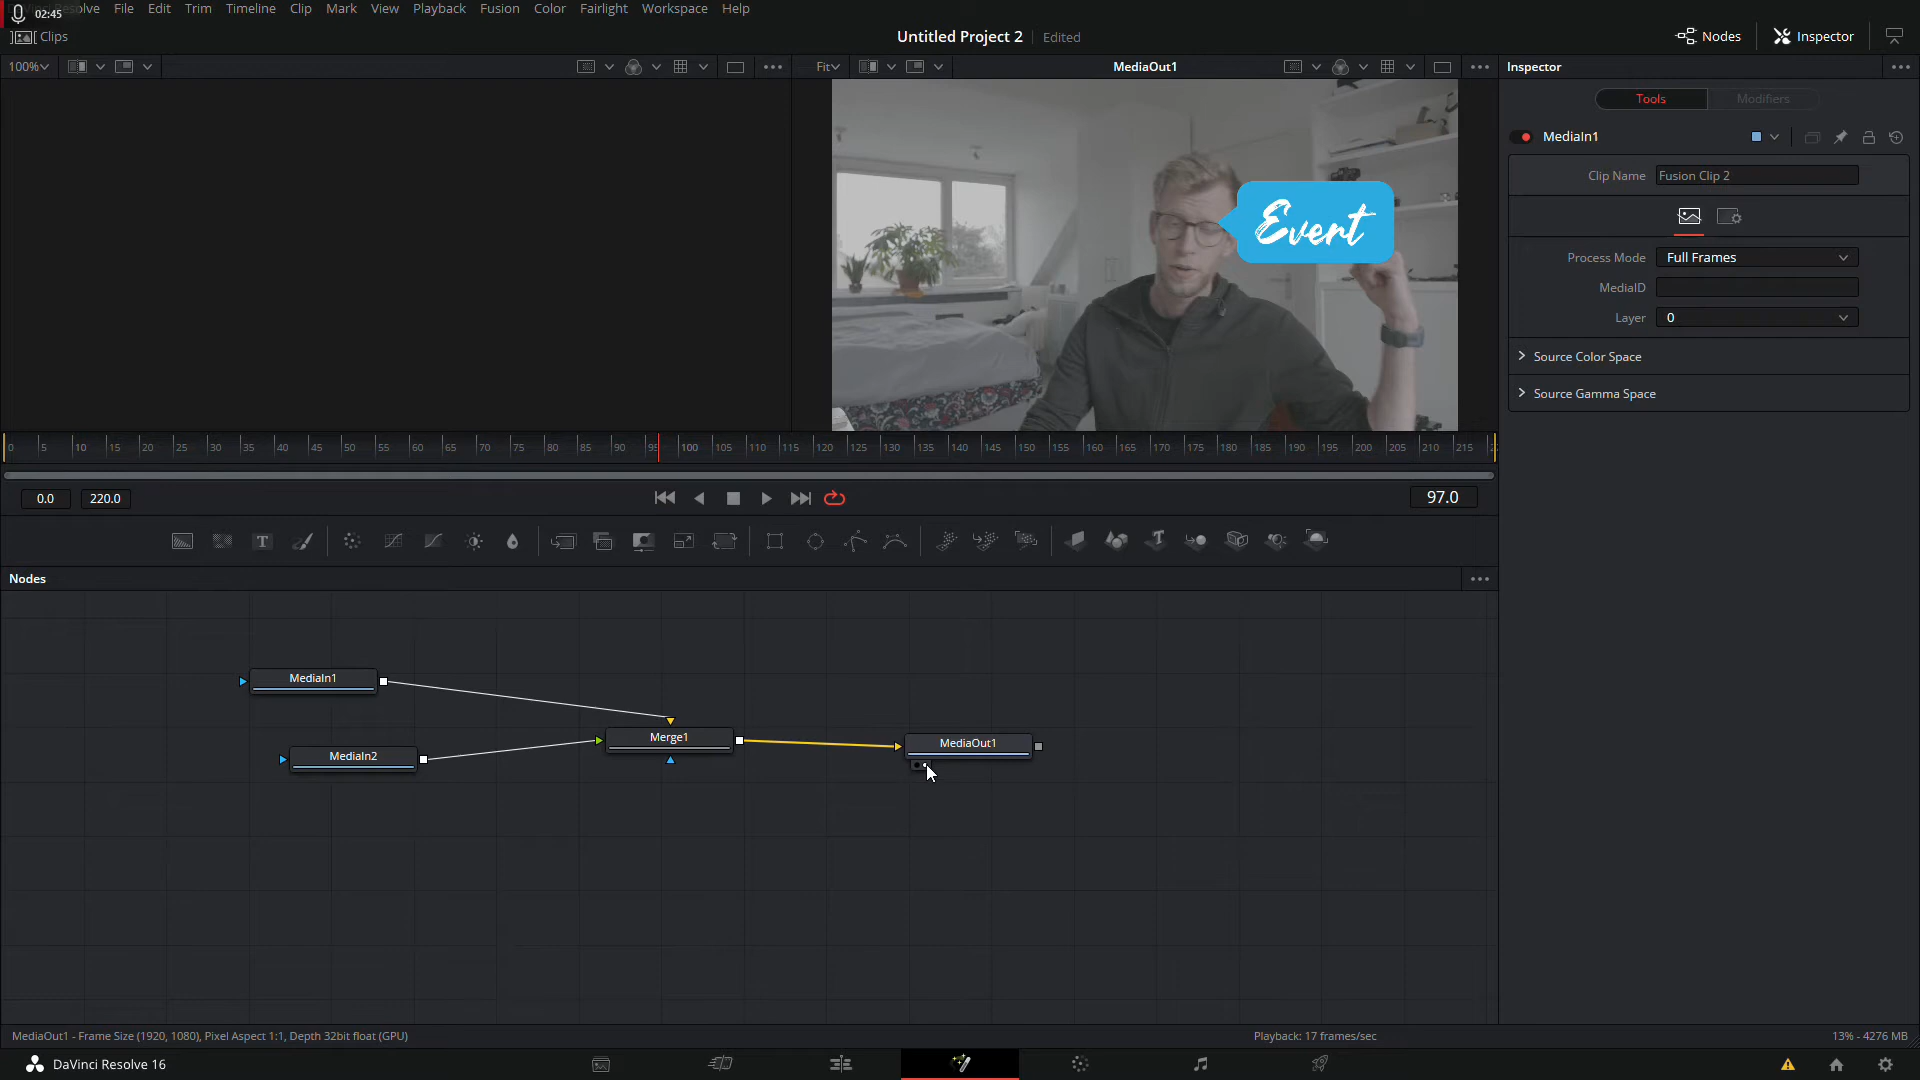 02:45
Resolve File Edit Trim Timeline Clip Mark View Playback Fusion Color Fairlight Workspace Help
Clips
Untitled Project 2 Edited
Nodes Inspector
100% Fit MediaOut1 Inspector
Tools Modifiers
MediaIn1
Clip Name Fusion Clip 2
Event
Process Mode Full Frames
MediaID
Layer 0
Source Color Space
Source Gamma Space
0 5 10 15 20 25 30 35 40 45 50 55 60 65 70 75 80 85 90 95 100 105 110 115 120 125 130 135 140 145 150 155 160 165 170 175 180 185 190 195 200 205 210 215
0.0 220.0 97.0
Nodes
MediaIn1
Merge1
MediaOut1
MediaIn2
MediaOut1 - Frame Size (1920, 1080), Pixel Aspect 1:1, Depth 32bit float (GPU) Playback: 17 frames/sec 13% - 4276 MB
DaVinci Resolve 16